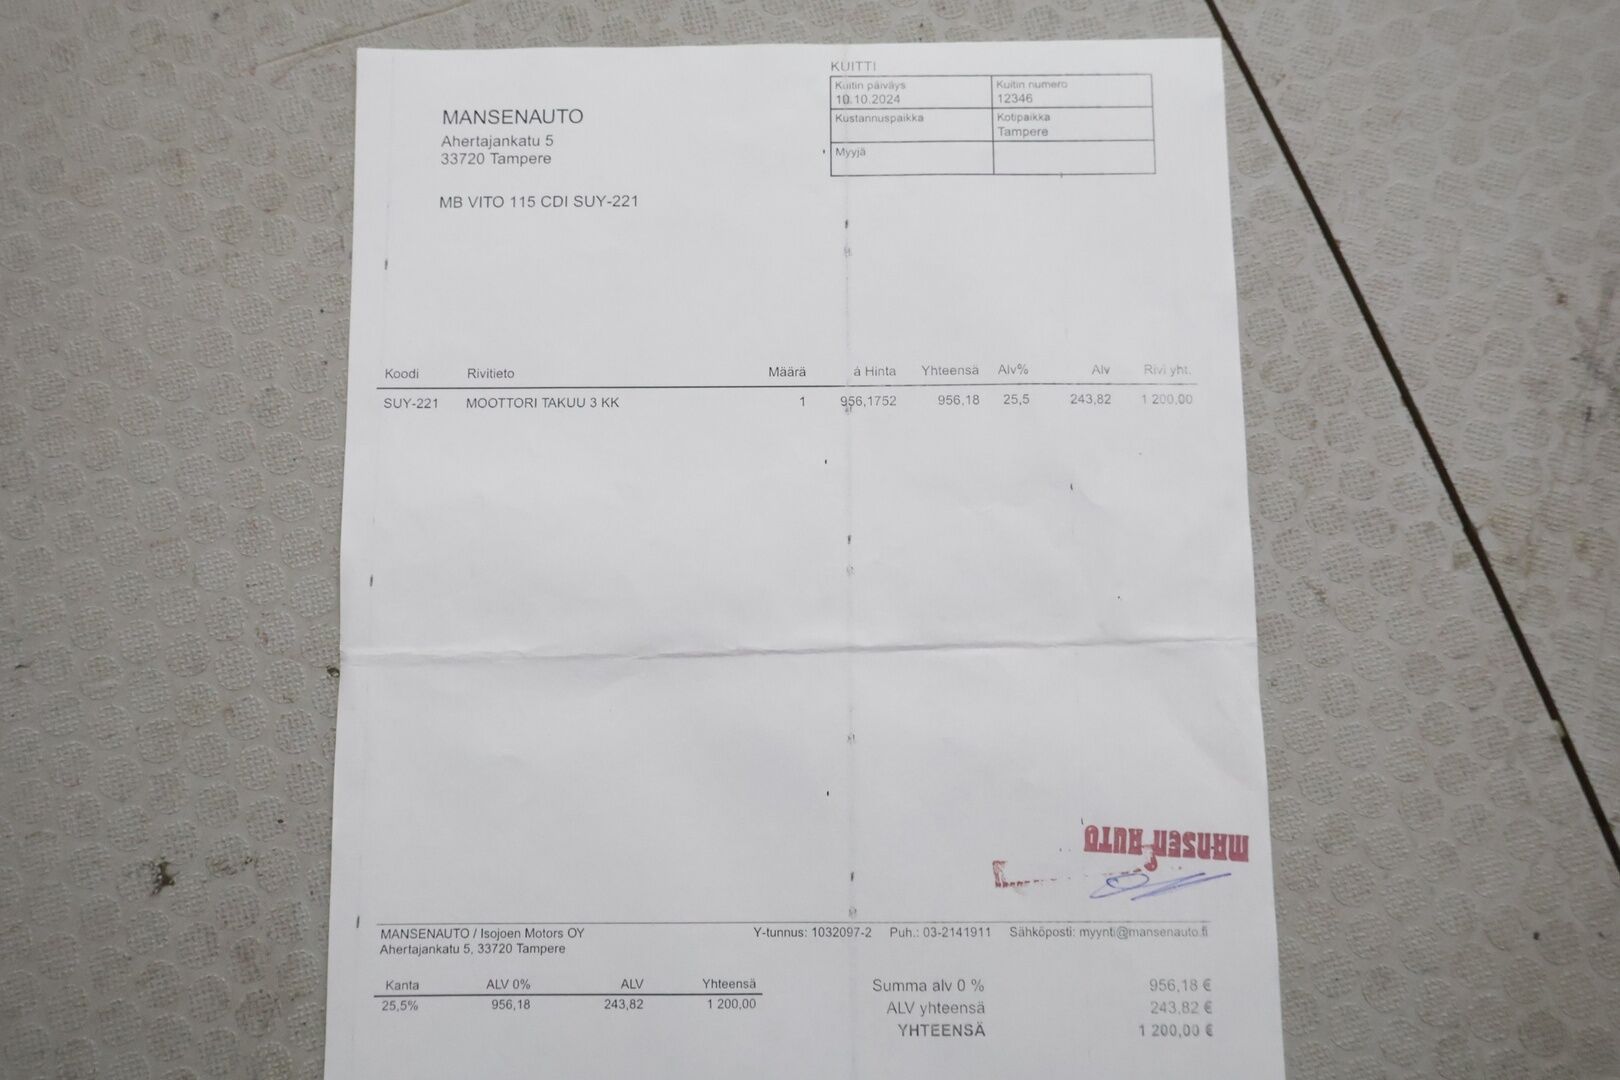 KUITTI
Kuitin päiväys
10.10.2024
Kuitin numero
12346
Kustannuspaikka
Kotipaikka
Tampere
Myyjä
MANSENAUTO
Ahertajankatu 5
33720 Tampere
MB VITO 115 CDI SUY-221
Koodi Rivitieto Määrä á Hinta Yhteensä Alv% Alv Rivi yht.
SUY-221 MOOTTORI TAKUU 3 KK 1 956,1752 956,18 25,5 243,82 1 200,00
MANSEN AUTO
MANSENAUTO / Isojoen Motors OY Y-tunnus: 1032097-2 Puh.: 03-2141911 Sähköposti: myynti@mansenauto.fi
Ahertajankatu 5, 33720 Tampere
Kanta ALV 0% ALV Yhteensä
25,5% 956,18 243,82 1 200,00
Summa alv 0 % 956,18 €
ALV yhteensä 243,82 €
YHTEENSÄ 1 200,00 €